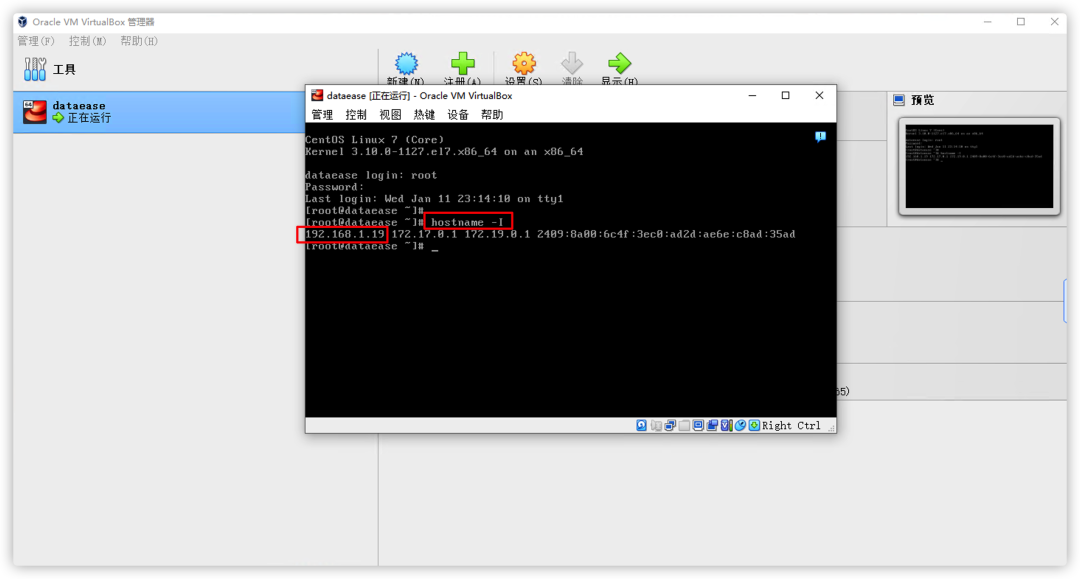 Oracle VM VirtualBox 管理器
管理(F) 控制(M) 帮助(H)
工具
新建(N) 注册(A) 设置(S) 清除 显示(H)
dataease
正在运行
预览
dataease [正在运行] - Oracle VM VirtualBox
管理 控制 视图 热键 设备 帮助
CentOS Linux 7 (Core)
Kernel 3.10.0-1127.el7.x86_64 on an x86_64
dataease login: root
Password:
Last login: Wed Jan 11 23:14:10 on tty1
[root@dataease ~]#
[root@dataease ~]# hostname -I
192.168.1.19 172.17.0.1 172.19.0.1 2409:8a00:6c4f:3ec0:ad2d:ae6e:c8ad:35ad
[root@dataease ~]# _
Right Ctrl